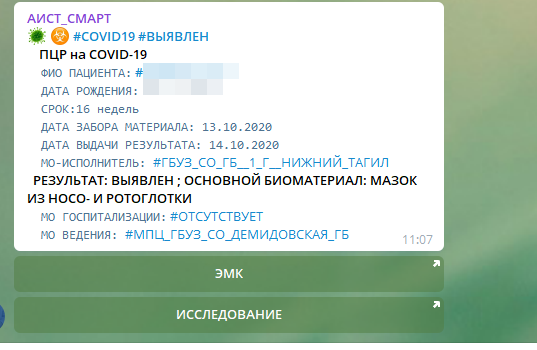 АИСТ_СМАРТ
#COVID19 #ВЫЯВЛЕН
ПЦР на COVID-19
ФИО ПАЦИЕНТА: #
ДАТА РОЖДЕНИЯ:
СРОК:16 недель
ДАТА ЗАБОРА МАТЕРИАЛА: 13.10.2020
ДАТА ВЫДАЧИ РЕЗУЛЬТАТА: 14.10.2020
МО-ИСПОЛНИТЕЛЬ: #ГБУЗ_СО_ГБ__1_Г__НИЖНИЙ_ТАГИЛ
РЕЗУЛЬТАТ: ВЫЯВЛЕН ; ОСНОВНОЙ БИОМАТЕРИАЛ: МАЗОК
ИЗ НОСО- И РОТОГЛОТКИ
МО ГОСПИТАЛИЗАЦИИ: #ОТСУТСТВУЕТ
МО ВЕДЕНИЯ: #МПЦ_ГБУЗ_СО_ДЕМИДОВСКАЯ_ГБ
11:07
ЭМК
ИССЛЕДОВАНИЕ